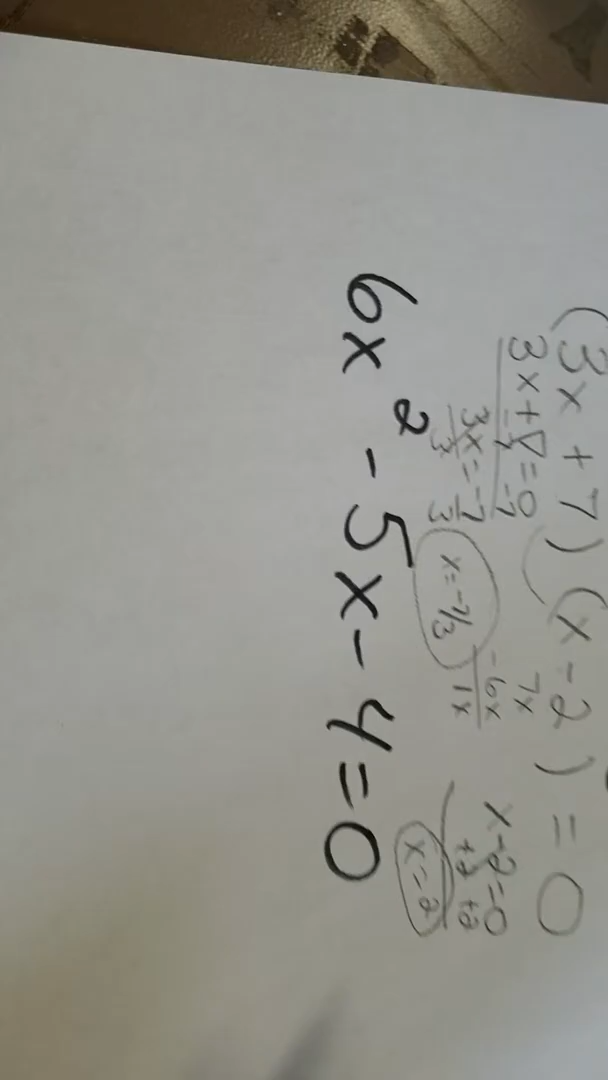 (3x + 7) (x - 2) = 0
3x + 7 = 0
-7 -7
3x = -7
3 3
x = -7/3
7x
-6x
1x
x - 2 = 0
+2 +2
x = 2
6x² - 5x - 4 = 0